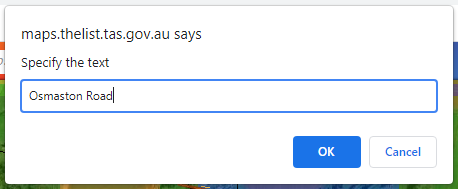 maps.thelist.tas.gov.au says
Specify the text
Osmaston Road
OK
Cancel